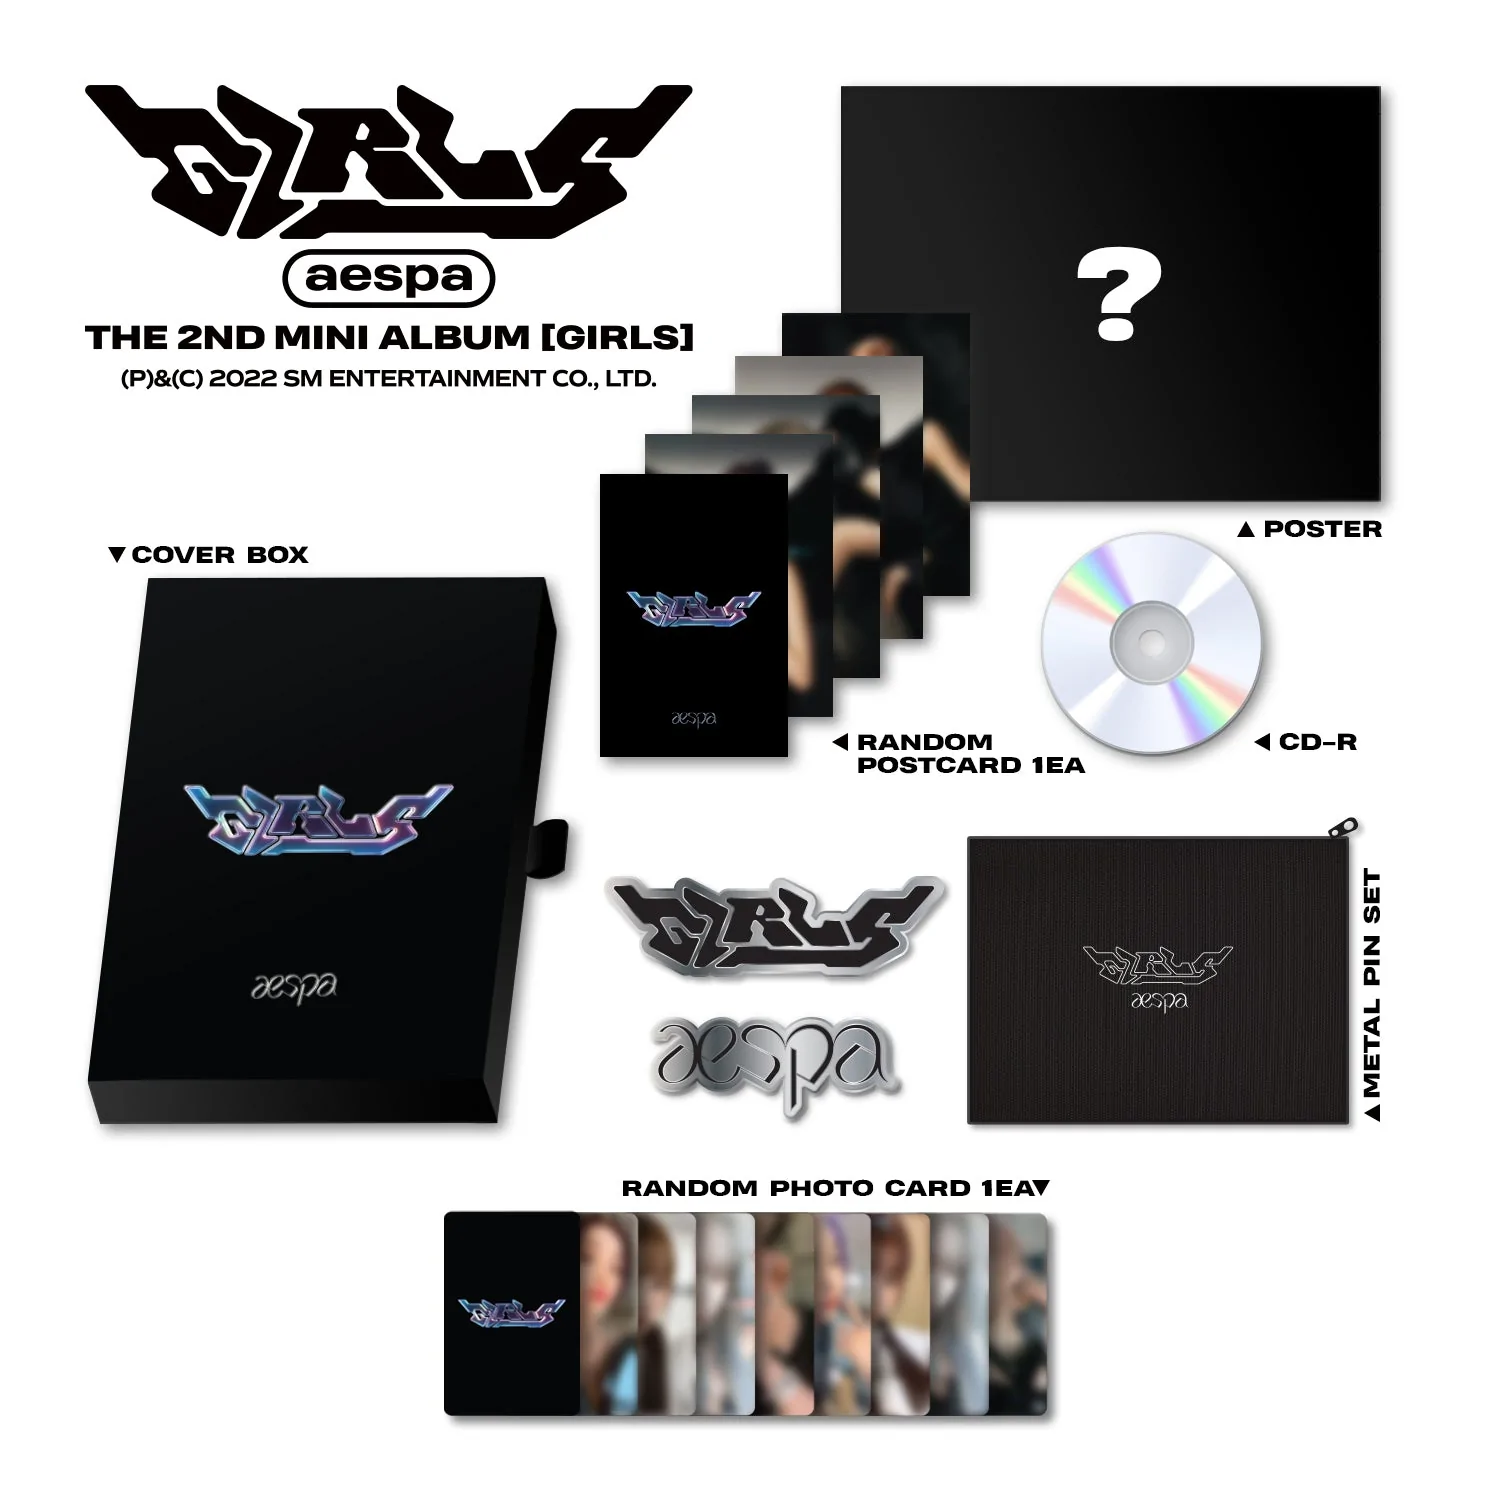 GIRLS
aespa
THE 2ND MINI ALBUM [GIRLS]
(P)&(C) 2022 SM ENTERTAINMENT CO., LTD.
?
▲ POSTER
▼COVER BOX
GIRLS
aespa
GIRLS
aespa
◀ RANDOM
POSTCARD 1EA
◀ CD-R
GIRLS
aespa
GIRLS
aespa
▲METAL PIN SET
RANDOM PHOTO CARD 1EA▼
GIRLS